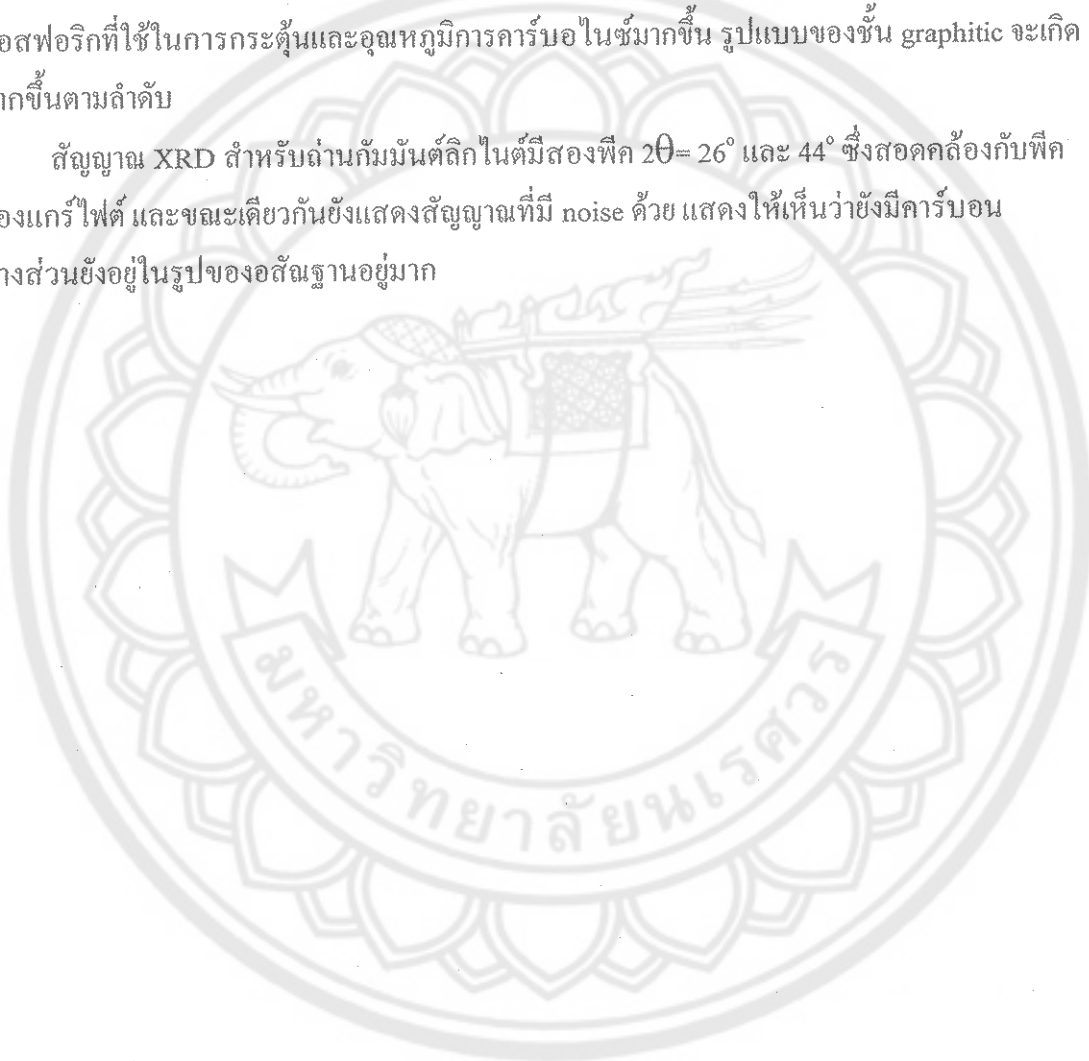 อสฟอริกที่ใช้ในการกระตุ้นและอุณหภูมิการคาร์บอไนซ์มากขึ้น รูปแบบของชั้น graphitic จะเกิด
ากขึ้นตามลำดับ
สัญญาณ XRD สำหรับถ่านกัมมันต์ลิกไนต์มีสองพีค 2θ= 26° และ 44° ซึ่งสอดคล้องกับพีค
องแกร์ไฟต์ และขณะเดียวกันยังแสดงสัญญาณที่มี noise ด้วย แสดงให้เห็นว่ายังมีคาร์บอน
างส่วนยังอยู่ในรูปของอสัณฐานอยู่มาก
มหาวิทยาลัยนเรศวร